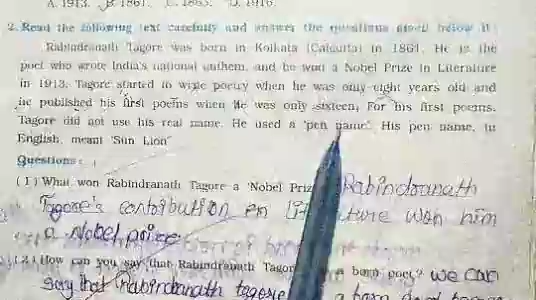 A. 1913. B. 1861. C. 1863. D. 1916.
2. Read the following text carefully and answer the questions given below it:
Rabindranath Tagore was born in Kolkata (Calcutta) in 1861. He is the
poet who wrote India's national anthem, and he won a Nobel Prize in Literature
in 1913. Tagore started to write poetry when he was only eight years old and
he published his first poems when he was only sixteen. For his first poems,
Tagore did not use his real name. He used a 'pen name'. His pen name, in
English, meant 'Sun Lion'
Questions:
(1) What won Rabindranath Tagore a 'Nobel Priz Rabindranath
Tagore's contribution en lit ture won him
a Nobel prize
(2) How can you say that Rabindranath Tagor a born poet? we can
say that Rabindranath tagore a born